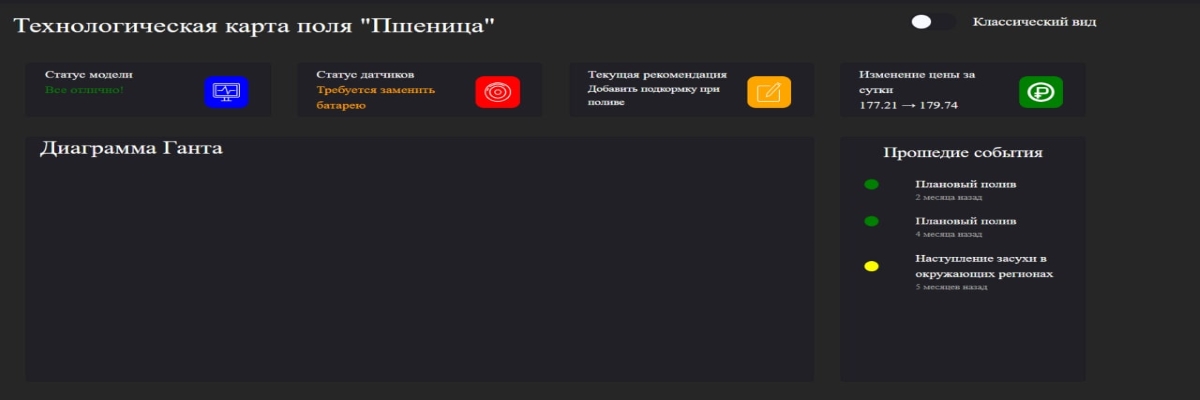 Технологическая карта поля "Пшеница"
Классический вид
Статус модели
Все отлично!
Статус датчиков
Требуется заменить
батарею
Текущая рекомендация
Добавить подкормку при
поливе
Изменение цены за
сутки
177.21 → 179.74
Диаграмма Ганта
Прошедие события
Плановый полив
2 месяца назад
Плановый полив
4 месяца назад
Наступление засухи в
окружающих регионах
5 месяцев назад